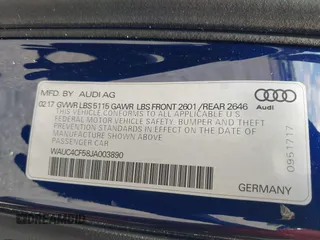 MFD. BY AUDI AG
02.17 GVWR LBS 5115 GAWR LBS FRONT 2601 / REAR 2646
THIS VEHICLE CONFORMS TO ALL APPLICABLE U.S
FEDERAL MOTOR VEHICLE SAFETY, BUMPER AND THEFT
PREVENTION STANDARDS IN EFFECT ON THE
DATE OF MANUFACTURE SHOWN ABOVE
PASSENGER CAR
WAUC4CF58JA003890
GERMANY
Audi
0951717
DREAMBID